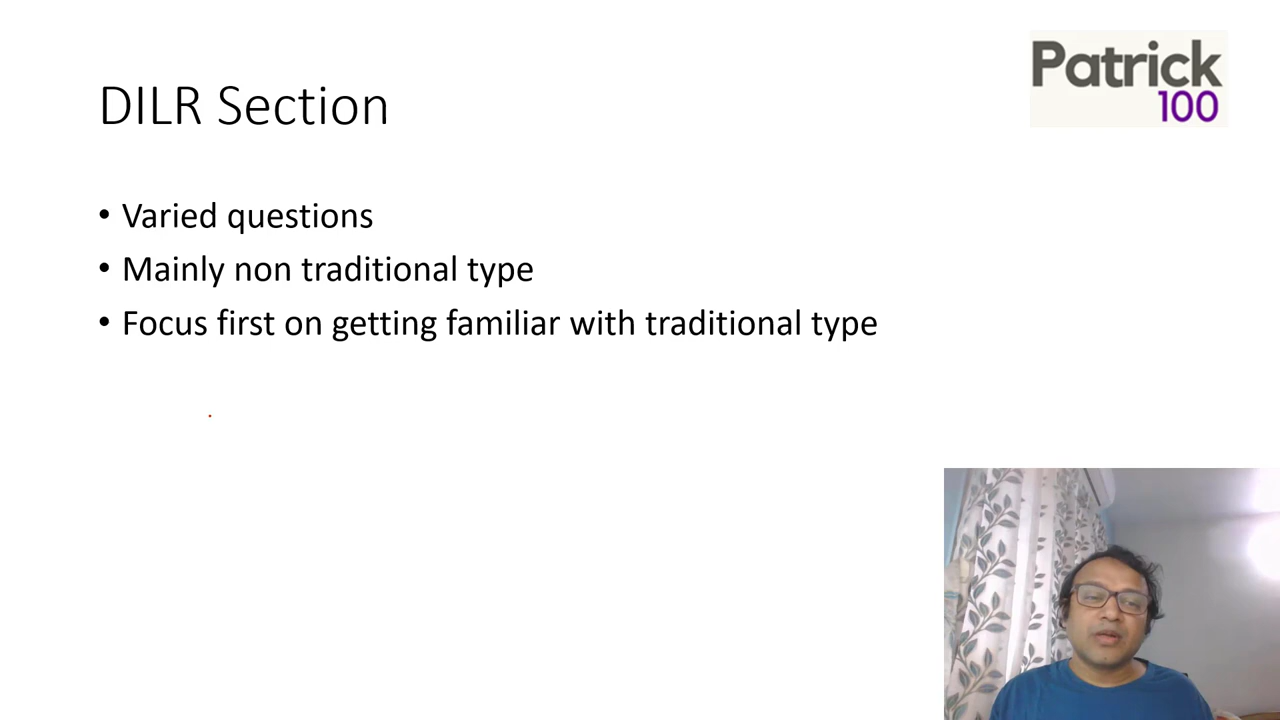 Patrick
100
DILR Section
• Varied questions
• Mainly non traditional type
• Focus first on getting familiar with traditional type